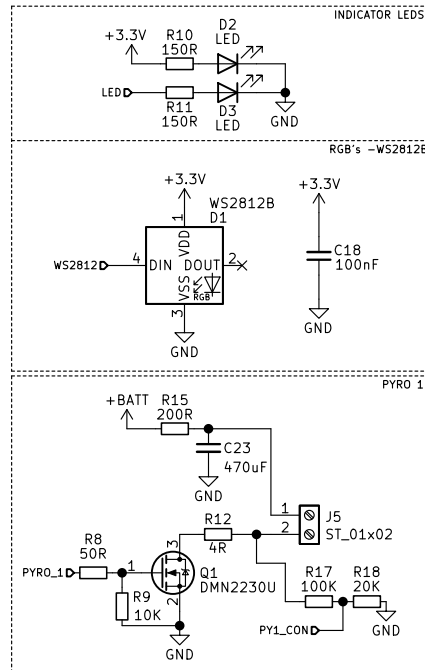 INDICATOR LEDS
+3.3V
R10
150R
D2
LED
LED
R11
150R
D3
LED
GND
RGB's -WS2812B
+3.3V
WS2812B
D1
1
VDD
WS2812
4
DIN
DOUT
2
VSS
RGB
3
GND
+3.3V
C18
100nF
GND
PYRO 1
+BATT
R15
200R
C23
470uF
GND
1
2
J5
ST_01x02
R12
4R
3
R8
50R
PYRO_1
1
Q1
DMN2230U
2
R9
10K
GND
R17
100K
R18
20K
PY1_CON
GND